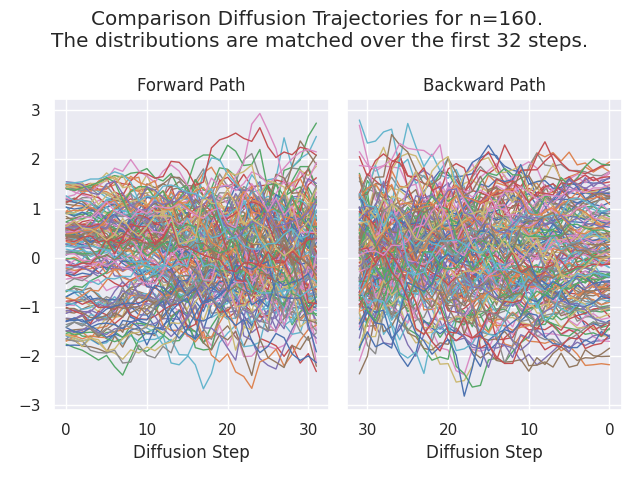 Comparison Diffusion Trajectories for n=160.
The distributions are matched over the first 32 steps.
Forward Path
Backward Path
3
2
1
0
−1
−2
−3
0 10 20 30
30 20 10 0
Diffusion Step
Diffusion Step